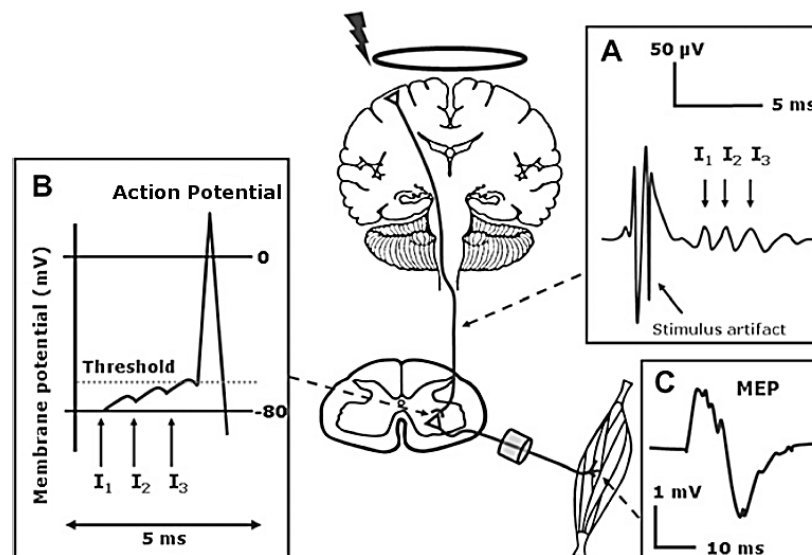 A
50 µV
5 ms
I₁ I₂ I₃
Stimulus artifact
B
Action Potential
Membrane potential (mV)
0
Threshold
-80
I₁ I₂ I₃
5 ms
C
MEP
1 mV
10 ms